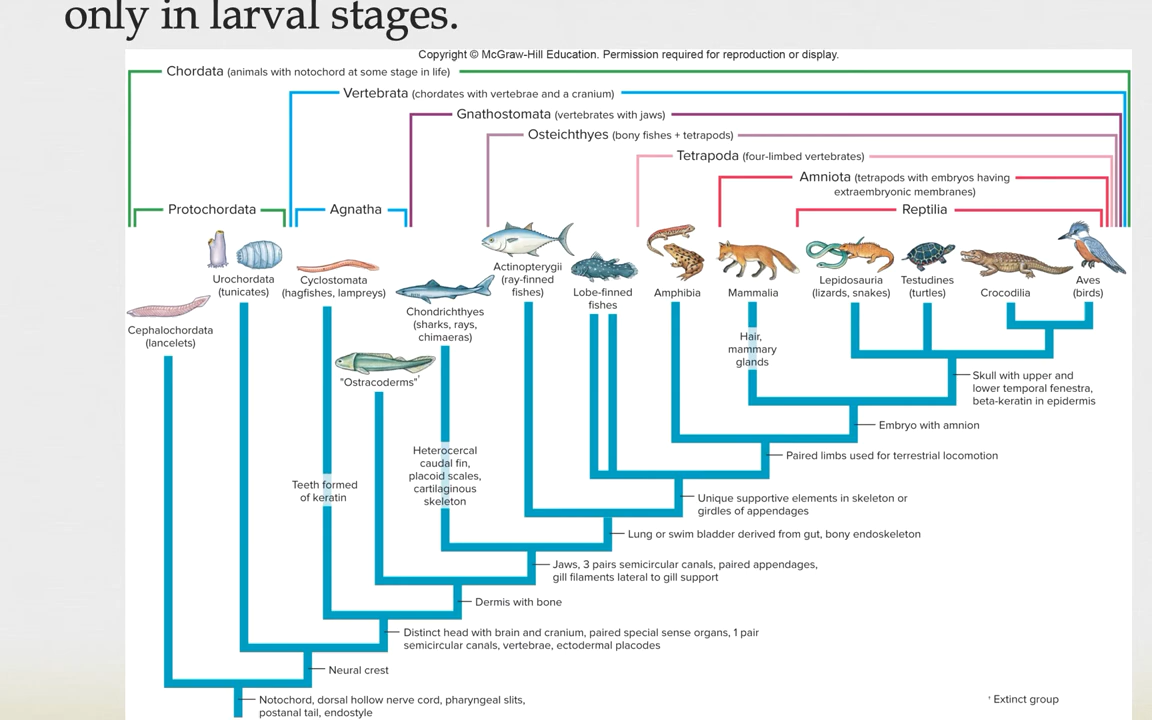 only in larval stages.
Copyright © McGraw-Hill Education. Permission required for reproduction or display.
Chordata (animals with notochord at some stage in life)
Vertebrata (chordates with vertebrae and a cranium)
Gnathostomata (vertebrates with jaws)
Osteichthyes (bony fishes + tetrapods)
Tetrapoda (four-limbed vertebrates)
Amniota (tetrapods with embryos having
extraembryonic membranes)
Protochordata
Agnatha
Reptilia
Cephalochordata
(lancelets)
Urochordata
(tunicates)
Cyclostomata
(hagfishes, lampreys)
"Ostracoderms"†
Chondrichthyes
(sharks, rays,
chimaeras)
Actinopterygii
(ray-finned
fishes)
Lobe-finned
fishes
Amphibia
Mammalia
Lepidosauria
(lizards, snakes)
Testudines
(turtles)
Crocodilia
Aves
(birds)
Hair,
mammary
glands
Skull with upper and
lower temporal fenestra,
beta-keratin in epidermis
Embryo with amnion
Paired limbs used for terrestrial locomotion
Heterocercal
caudal fin,
placoid scales,
cartilaginous
skeleton
Teeth formed
of keratin
Unique supportive elements in skeleton or
girdles of appendages
Lung or swim bladder derived from gut, bony endoskeleton
Jaws, 3 pairs semicircular canals, paired appendages,
gill filaments lateral to gill support
Dermis with bone
Distinct head with brain and cranium, paired special sense organs, 1 pair
semicircular canals, vertebrae, ectodermal placodes
Neural crest
Notochord, dorsal hollow nerve cord, pharyngeal slits,
postanal tail, endostyle
† Extinct group